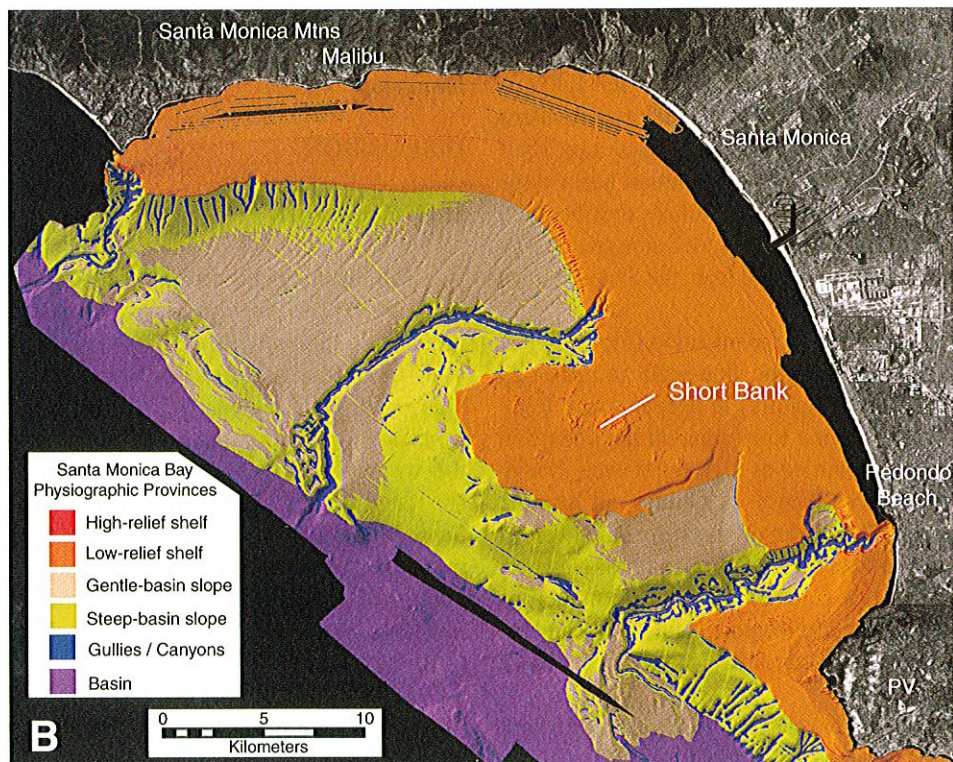 Santa Monica Mtns
Malibu
Santa Monica
Short Bank
Redondo
Beach
PV
Santa Monica Bay
Physiographic Provinces
High-relief shelf
Low-relief shelf
Gentle-basin slope
Steep-basin slope
Gullies / Canyons
Basin
B
0 5 10
Kilometers